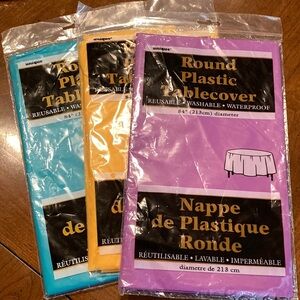 unique
Round
Plastic
Tablecover
REUSABLE • WASHABLE • WATERPROOF
84" (213cm) diameter
Nappe
de Plastique
Ronde
RÉUTILISABLE • LAVABLE • IMPERMÉABLE
diametre de 213 cm